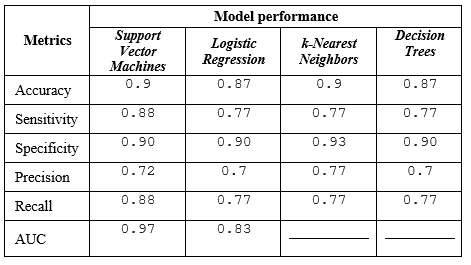 Metrics Model performance
Support Vector Machines Logistic Regression k-Nearest Neighbors Decision Trees
Accuracy 0.9 0.87 0.9 0.87
Sensitivity 0.88 0.77 0.77 0.77
Specificity 0.90 0.90 0.93 0.90
Precision 0.72 0.7 0.77 0.7
Recall 0.88 0.77 0.77 0.77
AUC 0.97 0.83